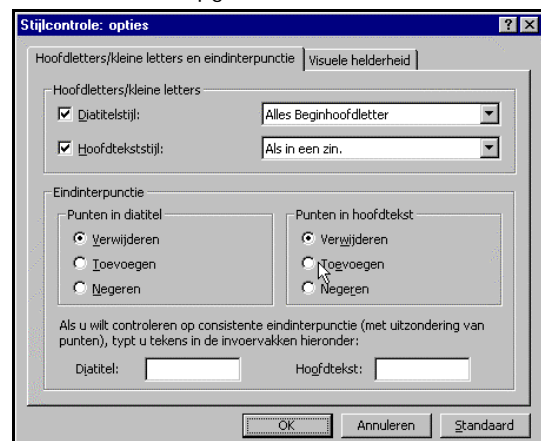 Stijlcontrole: opties
Hoofdletters/kleine letters en eindinterpunctie Visuele helderheid
Hoofdletters/kleine letters
Diatitelstijl: Alles Beginhoofdletter
Hoofdtekststijl: Als in een zin.
Eindinterpunctie
Punten in diatitel Punten in hoofdtekst
Verwijderen Verwijderen
Toevoegen Toevoegen
Negeren Negeren
Als u wilt controleren op consistente eindinterpunctie (met uitzondering van
punten), typt u tekens in de invoervakken hieronder:
Diatitel: Hoofdtekst:
OK Annuleren Standaard